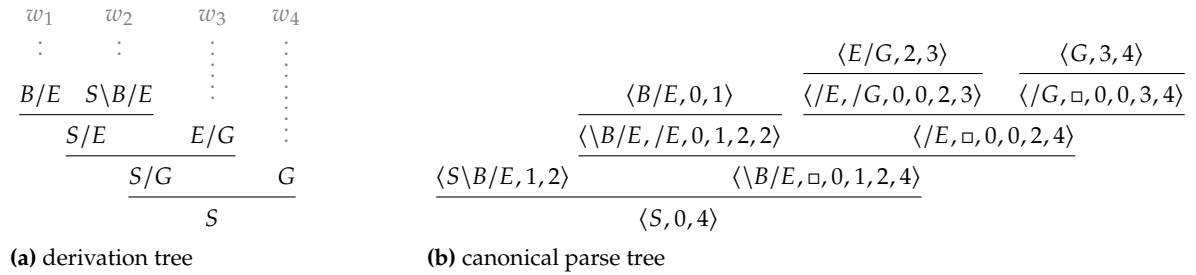 w1 w2 w3 w4
B/E S\B/E
S/E E/G
S/G G
S
(a) derivation tree
⟨E/G, 2, 3⟩ ⟨G, 3, 4⟩
⟨B/E, 0, 1⟩ ⟨/E, /G, 0, 0, 2, 3⟩ ⟨/G, □, 0, 0, 3, 4⟩
⟨\B/E, /E, 0, 1, 2, 2⟩ ⟨/E, □, 0, 0, 2, 4⟩
⟨S\B/E, 1, 2⟩ ⟨\B/E, □, 0, 1, 2, 4⟩
⟨S, 0, 4⟩
(b) canonical parse tree